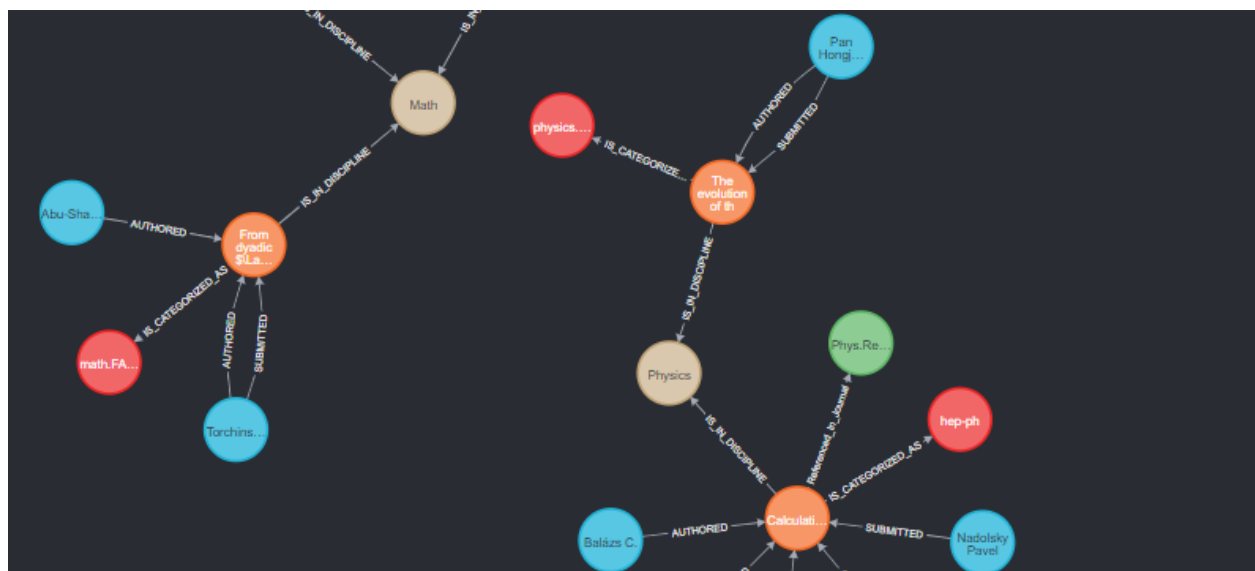 IS_IN_DISCIPLINE
Math
IS_IN_DISCIPLINE
Abu-Sha...
AUTHORED
From
dyadic
$\La...
IS_CATEGORIZED_AS
math.FA...
AUTHORED
SUBMITTED
Torchins...
Pan
Hongj...
AUTHORED
SUBMITTED
physics....
IS_CATEGORIZE...
The
evolution
of th
IS_IN_DISCIPLINE
Physics
Phys.Re...
IS_IN_DISCIPLINE
Referenced_In_Journal
hep-ph
IS_CATEGORIZED_AS
Calculati...
Balázs C.
AUTHORED
SUBMITTED
Nadolsky
Pavel